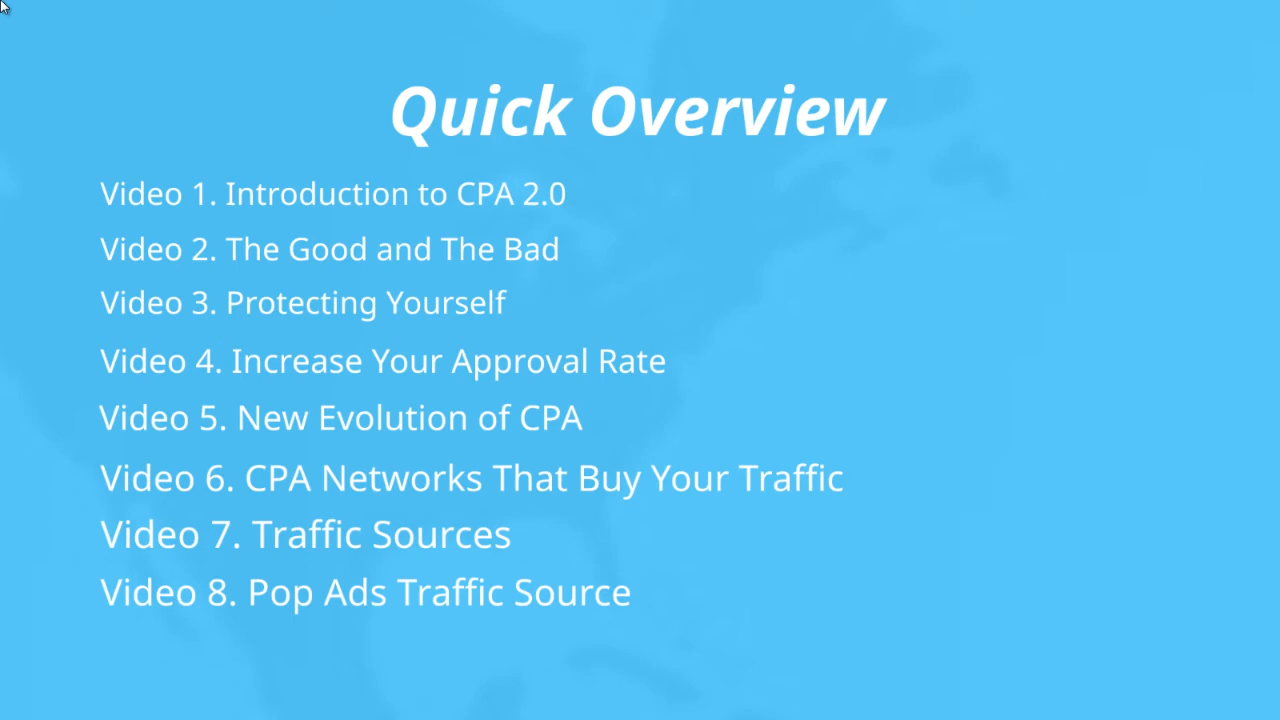 Quick Overview
Video 1. Introduction to CPA 2.0
Video 2. The Good and The Bad
Video 3. Protecting Yourself
Video 4. Increase Your Approval Rate
Video 5. New Evolution of CPA
Video 6. CPA Networks That Buy Your Traffic
Video 7. Traffic Sources
Video 8. Pop Ads Traffic Source